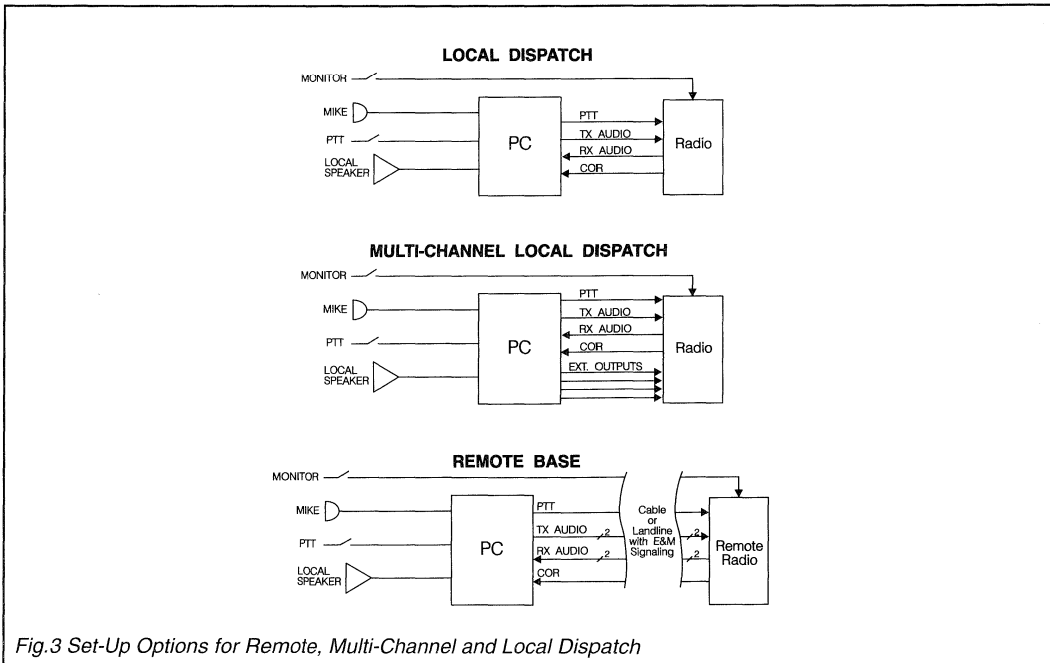 LOCAL DISPATCH
MONITOR
MIKE
PTT
LOCAL
SPEAKER
PC
PTT
TX AUDIO
RX AUDIO
COR
Radio
MULTI-CHANNEL LOCAL DISPATCH
MONITOR
MIKE
PTT
LOCAL
SPEAKER
PC
PTT
TX AUDIO
RX AUDIO
COR
EXT. OUTPUTS
Radio
REMOTE BASE
MONITOR
MIKE
PTT
LOCAL
SPEAKER
PC
PTT
TX AUDIO 2
RX AUDIO 2
COR
Cable
or
Landline
with E&M
Signaling
2
2
Remote
Radio
Fig.3 Set-Up Options for Remote, Multi-Channel and Local Dispatch